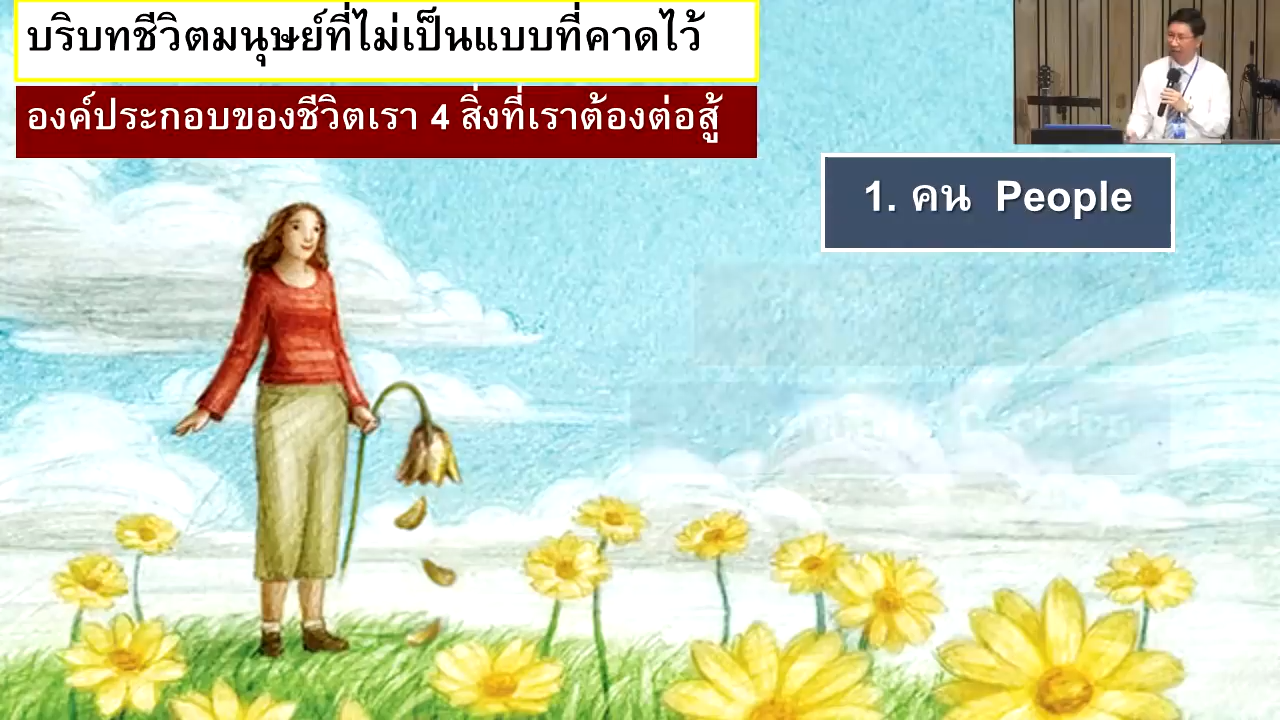 บริบทชีวิตมนุษย์ที่ไม่เป็นแบบที่คาดไว้
องค์ประกอบของชีวิตเรา 4 สิ่งที่เราต้องต่อสู้
1. คน People